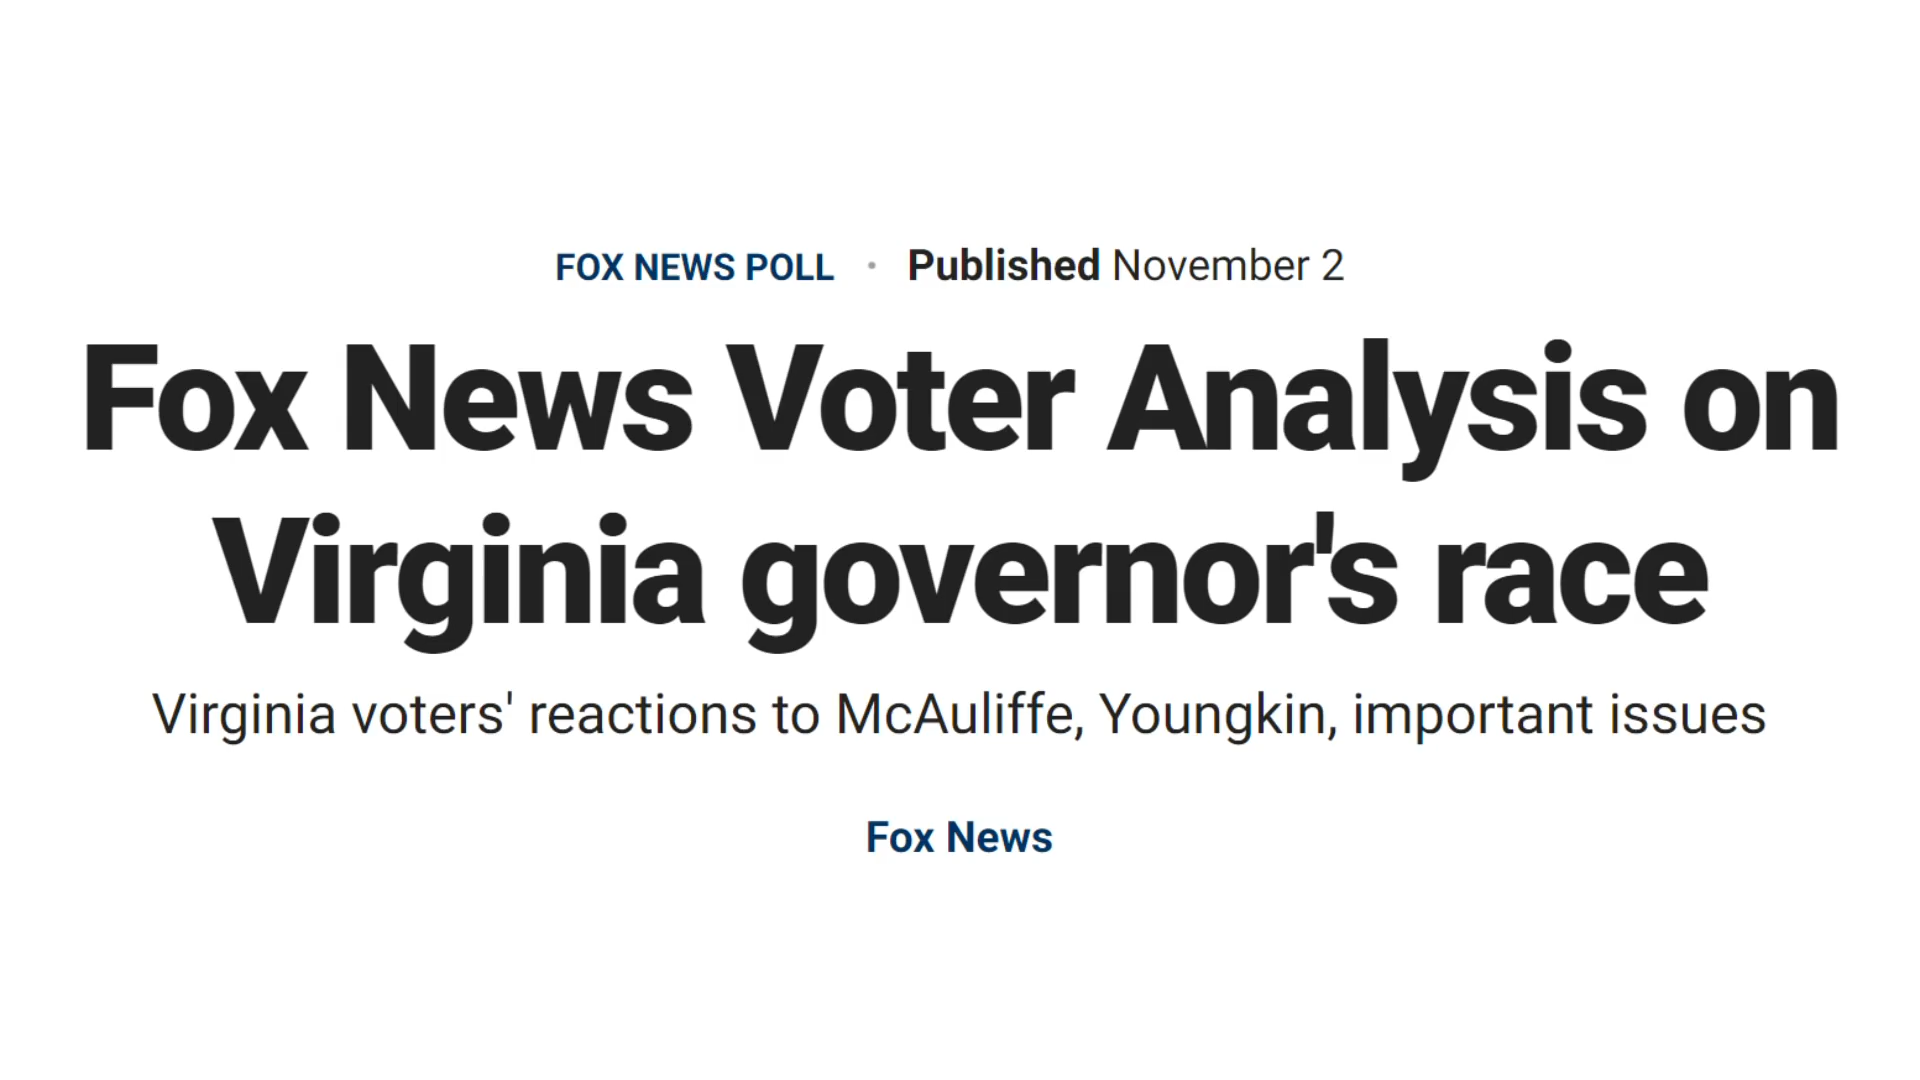 FOX NEWS POLL · Published November 2
Fox News Voter Analysis on
Virginia governor's race
Virginia voters' reactions to McAuliffe, Youngkin, important issues
Fox News